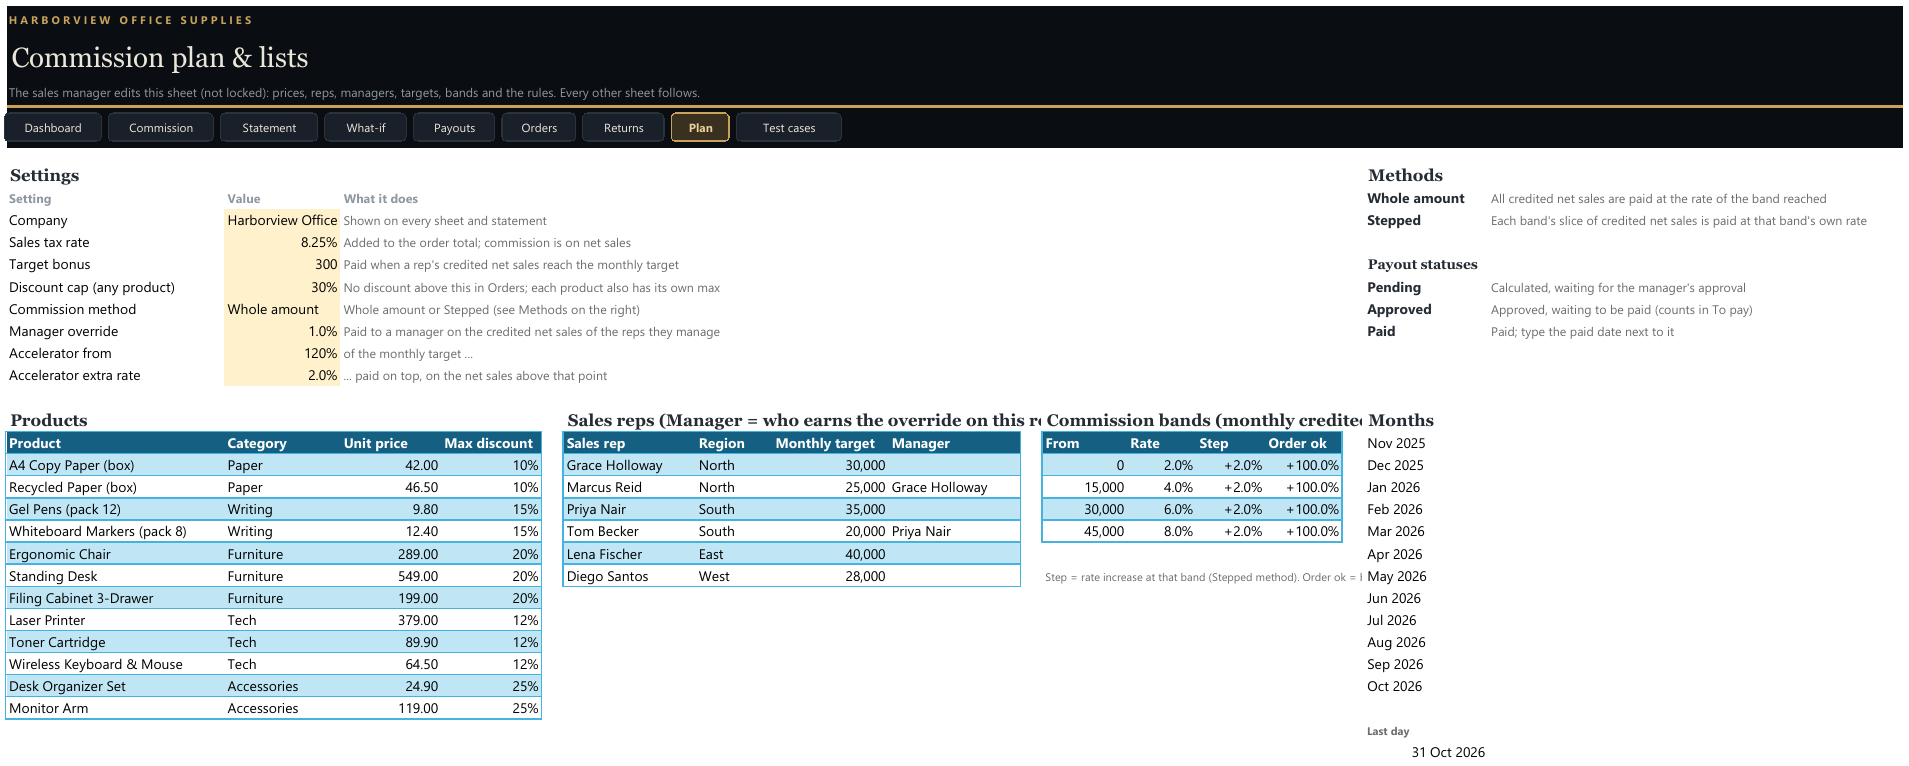 HARBORVIEW OFFICE SUPPLIES
Commission plan & lists
The sales manager edits this sheet (not locked): prices, reps, managers, targets, bands and the rules. Every other sheet follows.
Dashboard Commission Statement What-if Payouts Orders Returns Plan Test cases
Settings
Setting Value What it does
Company Harborview Office Shown on every sheet and statement
Sales tax rate 8.25% Added to the order total; commission is on net sales
Target bonus 300 Paid when a rep's credited net sales reach the monthly target
Discount cap (any product) 30% No discount above this in Orders; each product also has its own max
Commission method Whole amount Whole amount or Stepped (see Methods on the right)
Manager override 1.0% Paid to a manager on the credited net sales of the reps they manage
Accelerator from 120% of the monthly target ...
Accelerator extra rate 2.0% ... paid on top, on the net sales above that point
Methods
Whole amount All credited net sales are paid at the rate of the band reached
Stepped Each band's slice of credited net sales is paid at that band's own rate
Payout statuses
Pending Calculated, waiting for the manager's approval
Approved Approved, waiting to be paid (counts in To pay)
Paid Paid; type the paid date next to it
Products
Product Category Unit price Max discount
A4 Copy Paper (box) Paper 42.00 10%
Recycled Paper (box) Paper 46.50 10%
Gel Pens (pack 12) Writing 9.80 15%
Whiteboard Markers (pack 8) Writing 12.40 15%
Ergonomic Chair Furniture 289.00 20%
Standing Desk Furniture 549.00 20%
Filing Cabinet 3-Drawer Furniture 199.00 20%
Laser Printer Tech 379.00 12%
Toner Cartridge Tech 89.90 12%
Wireless Keyboard & Mouse Tech 64.50 12%
Desk Organizer Set Accessories 24.90 25%
Monitor Arm Accessories 119.00 25%
Sales reps (Manager = who earns the override on this
Sales rep Region Monthly target Manager
Grace Holloway North 30,000
Marcus Reid North 25,000 Grace Holloway
Priya Nair South 35,000
Tom Becker South 20,000 Priya Nair
Lena Fischer East 40,000
Diego Santos West 28,000
Commission bands (monthly credite
From Rate Step Order ok
0 2.0% +2.0% +100.0%
15,000 4.0% +2.0% +100.0%
30,000 6.0% +2.0% +100.0%
45,000 8.0% +2.0% +100.0%
Step = rate increase at that band (Stepped method). Order ok =
Months
Nov 2025
Dec 2025
Jan 2026
Feb 2026
Mar 2026
Apr 2026
May 2026
Jun 2026
Jul 2026
Aug 2026
Sep 2026
Oct 2026
Last day
31 Oct 2026